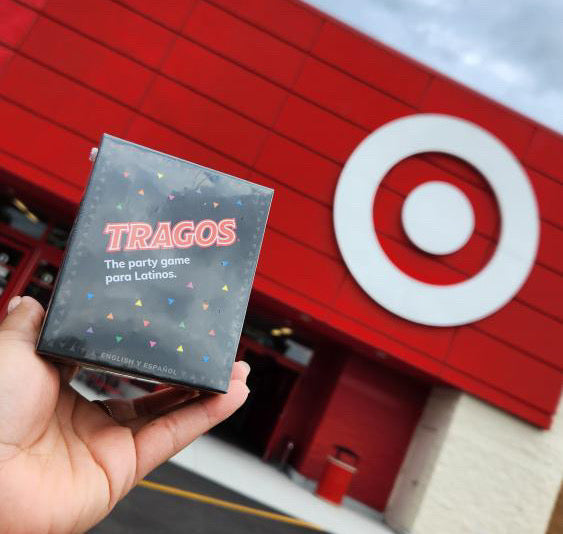 TRAGOS
The party game
para Latinos.
ENGLISH Y ESPAÑOL